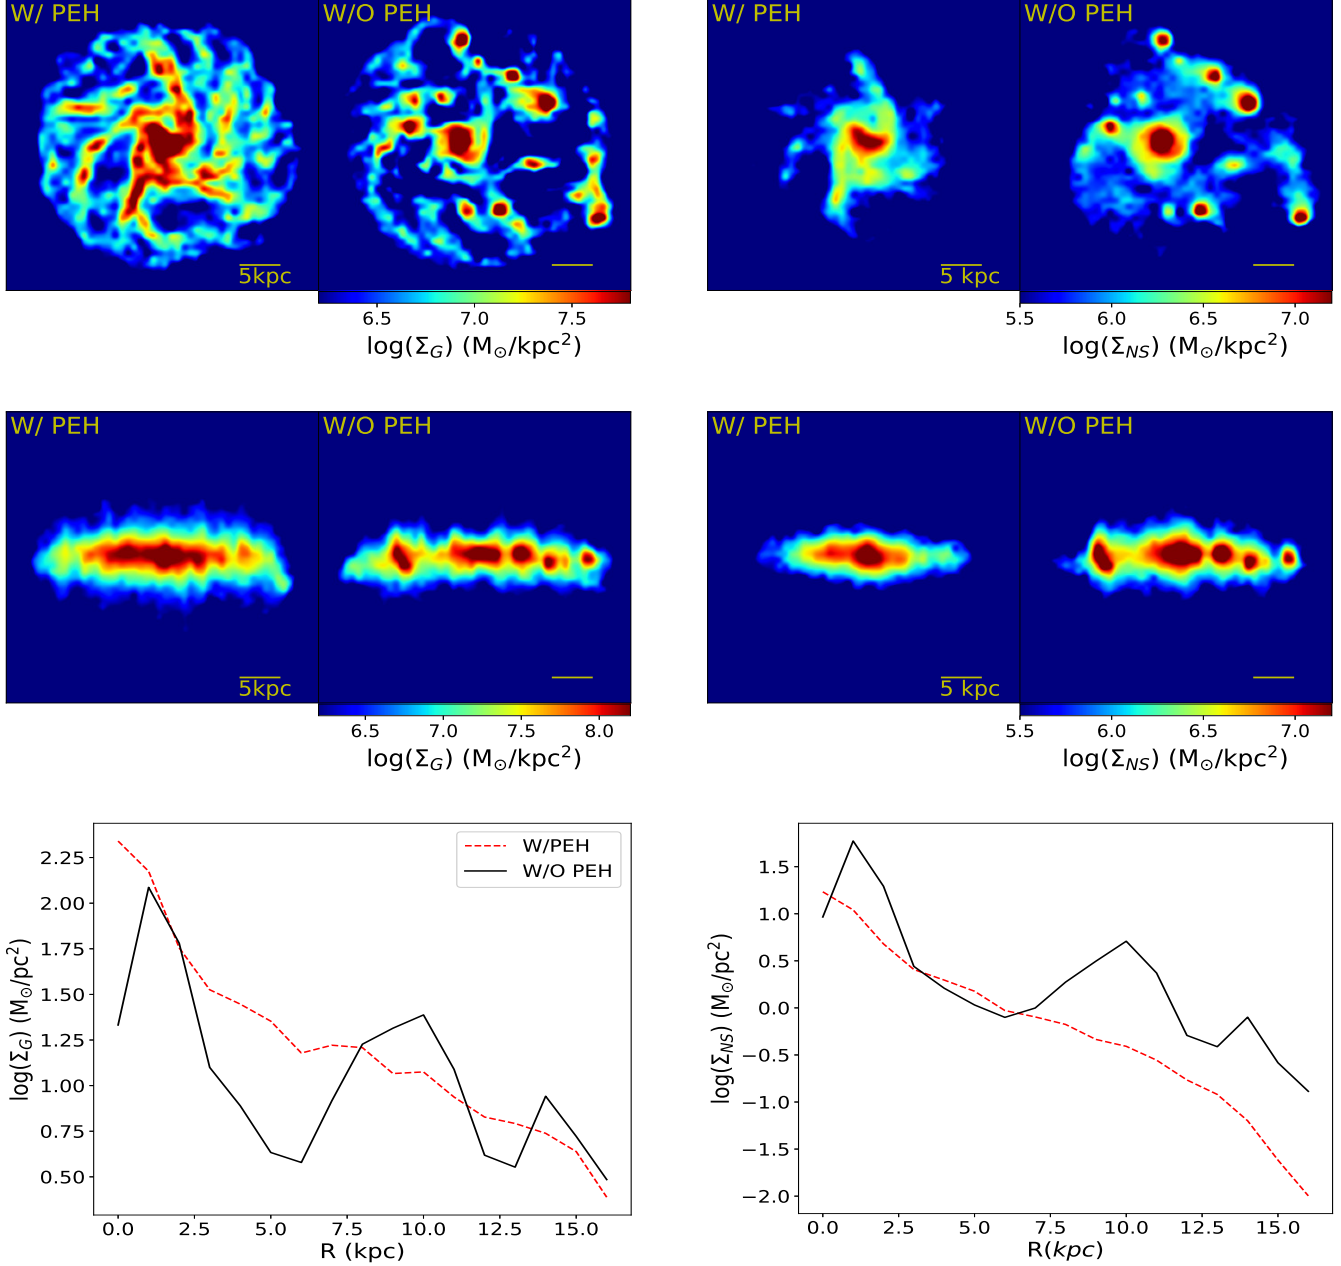 W/ PEH
W/O PEH
W/ PEH
W/O PEH
5kpc
5 kpc
6.5 7.0 7.5
5.5 6.0 6.5 7.0
log(Σ_G) (M_⊙/kpc²)
log(Σ_NS) (M_⊙/kpc²)
W/ PEH
W/O PEH
W/ PEH
W/O PEH
5kpc
5 kpc
6.5 7.0 7.5 8.0
5.5 6.0 6.5 7.0
log(Σ_G) (M_⊙/kpc²)
log(Σ_NS) (M_⊙/kpc²)
W/PEH
W/O PEH
log(Σ_G) (M_⊙/pc²)
2.25
2.00
1.75
1.50
1.25
1.00
0.75
0.50
0.0 2.5 5.0 7.5 10.0 12.5 15.0
R (kpc)
log(Σ_NS) (M_⊙/pc²)
1.5
1.0
0.5
0.0
−0.5
−1.0
−1.5
−2.0
0.0 2.5 5.0 7.5 10.0 12.5 15.0
R(kpc)